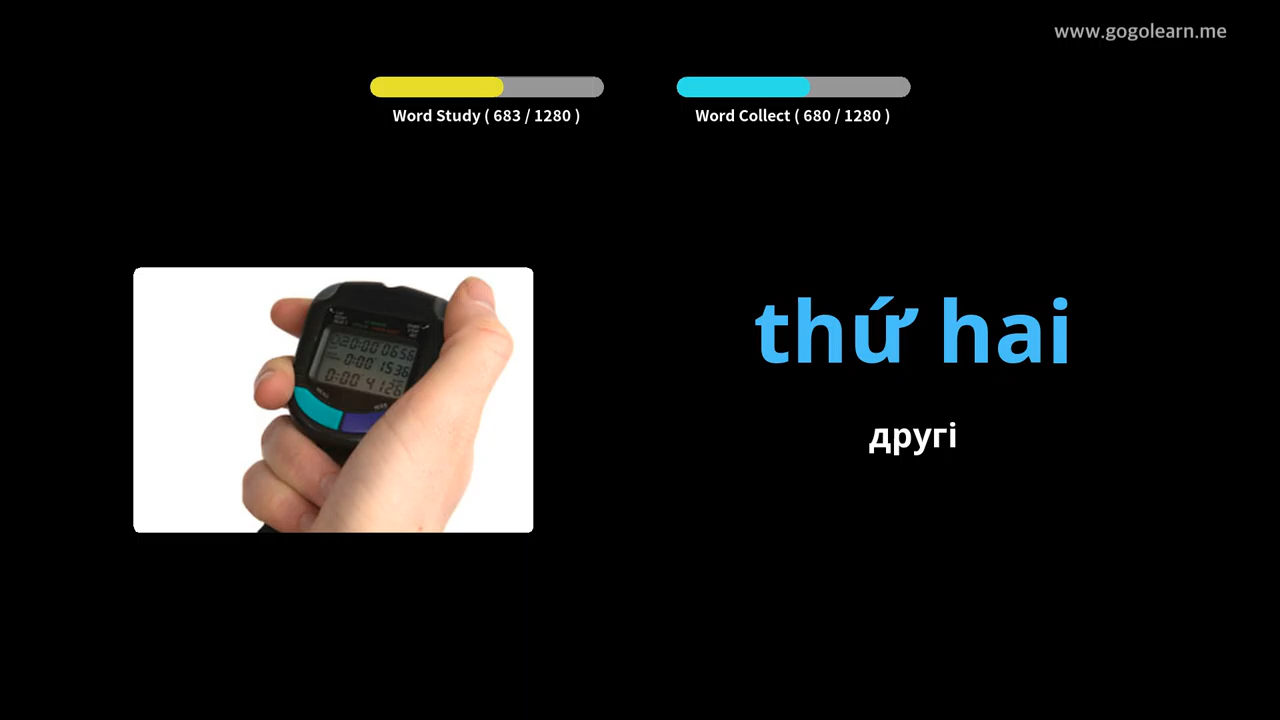 www.gogolearn.me
Word Study ( 683 / 1280 )
Word Collect ( 680 / 1280 )
thứ hai
другі